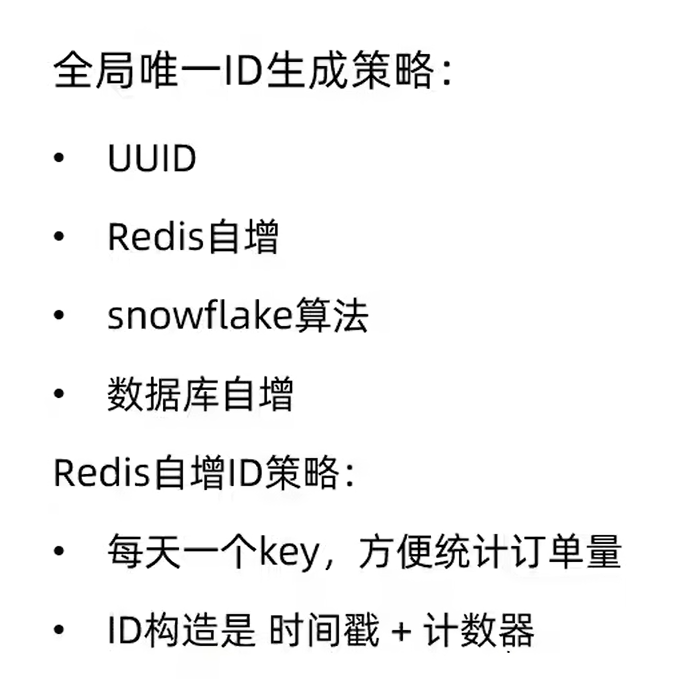 全局唯一ID生成策略：
• UUID
• Redis自增
• snowflake算法
• 数据库自增
Redis自增ID策略：
• 每天一个key，方便统计订单量
• ID构造是 时间戳 + 计数器